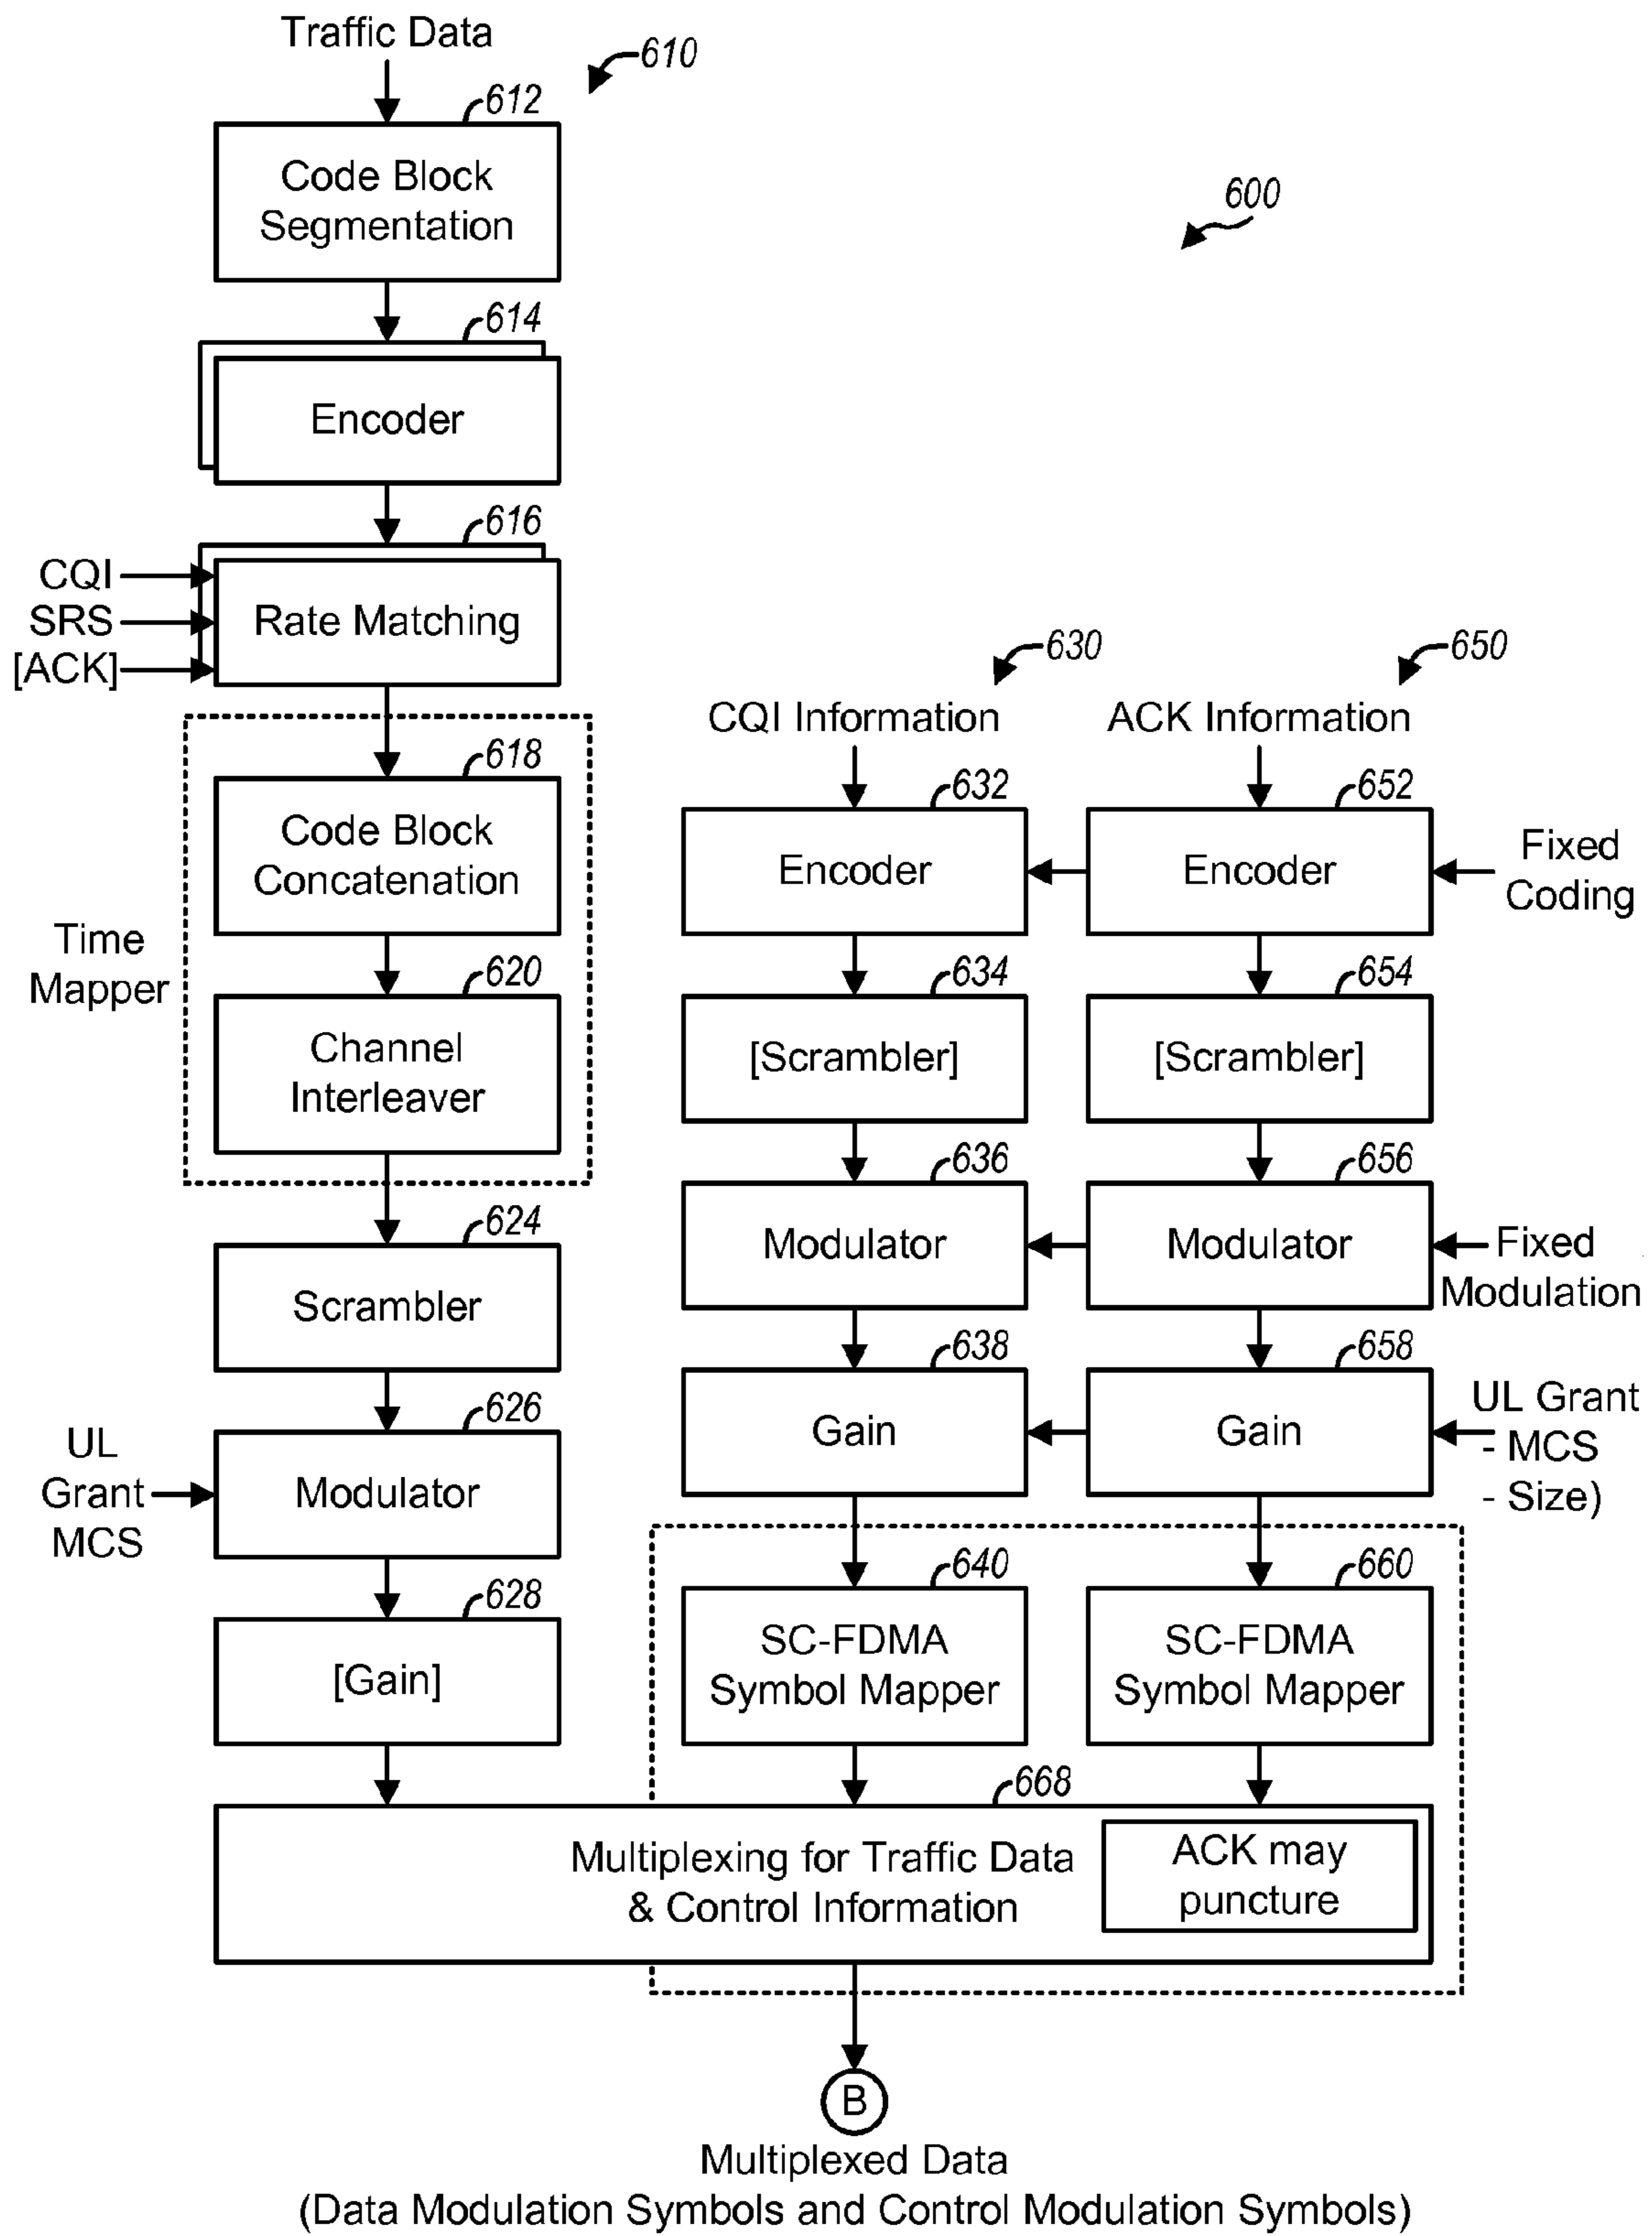 Traffic Data
610
612
Code Block
Segmentation
600
614
Encoder
616
CQI
SRS
[ACK]
Rate Matching
630
650
CQI Information
ACK Information
618
Code Block
Concatenation
632
Encoder
652
Encoder
Fixed
Coding
Time
Mapper
620
Channel
Interleaver
634
[Scrambler]
654
[Scrambler]
636
Modulator
656
Modulator
Fixed
Modulation
624
Scrambler
638
Gain
658
Gain
UL Grant
- MCS
- Size)
626
UL
Grant
MCS
Modulator
628
[Gain]
640
SC-FDMA
Symbol Mapper
660
SC-FDMA
Symbol Mapper
668
Multiplexing for Traffic Data
& Control Information
ACK may
puncture
B
Multiplexed Data
(Data Modulation Symbols and Control Modulation Symbols)